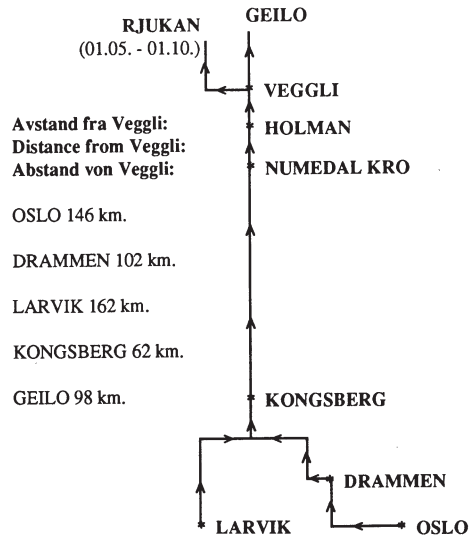 GEILO
RJUKAN
(01.05. - 01.10.)
VEGGLI
Avstand fra Veggli:
HOLMAN
Distance from Veggli:
Abstand von Veggli:
NUMEDAL KRO
OSLO 146 km.
DRAMMEN 102 km.
LARVIK 162 km.
KONGSBERG 62 km.
GEILO 98 km.
KONGSBERG
DRAMMEN
LARVIK
OSLO